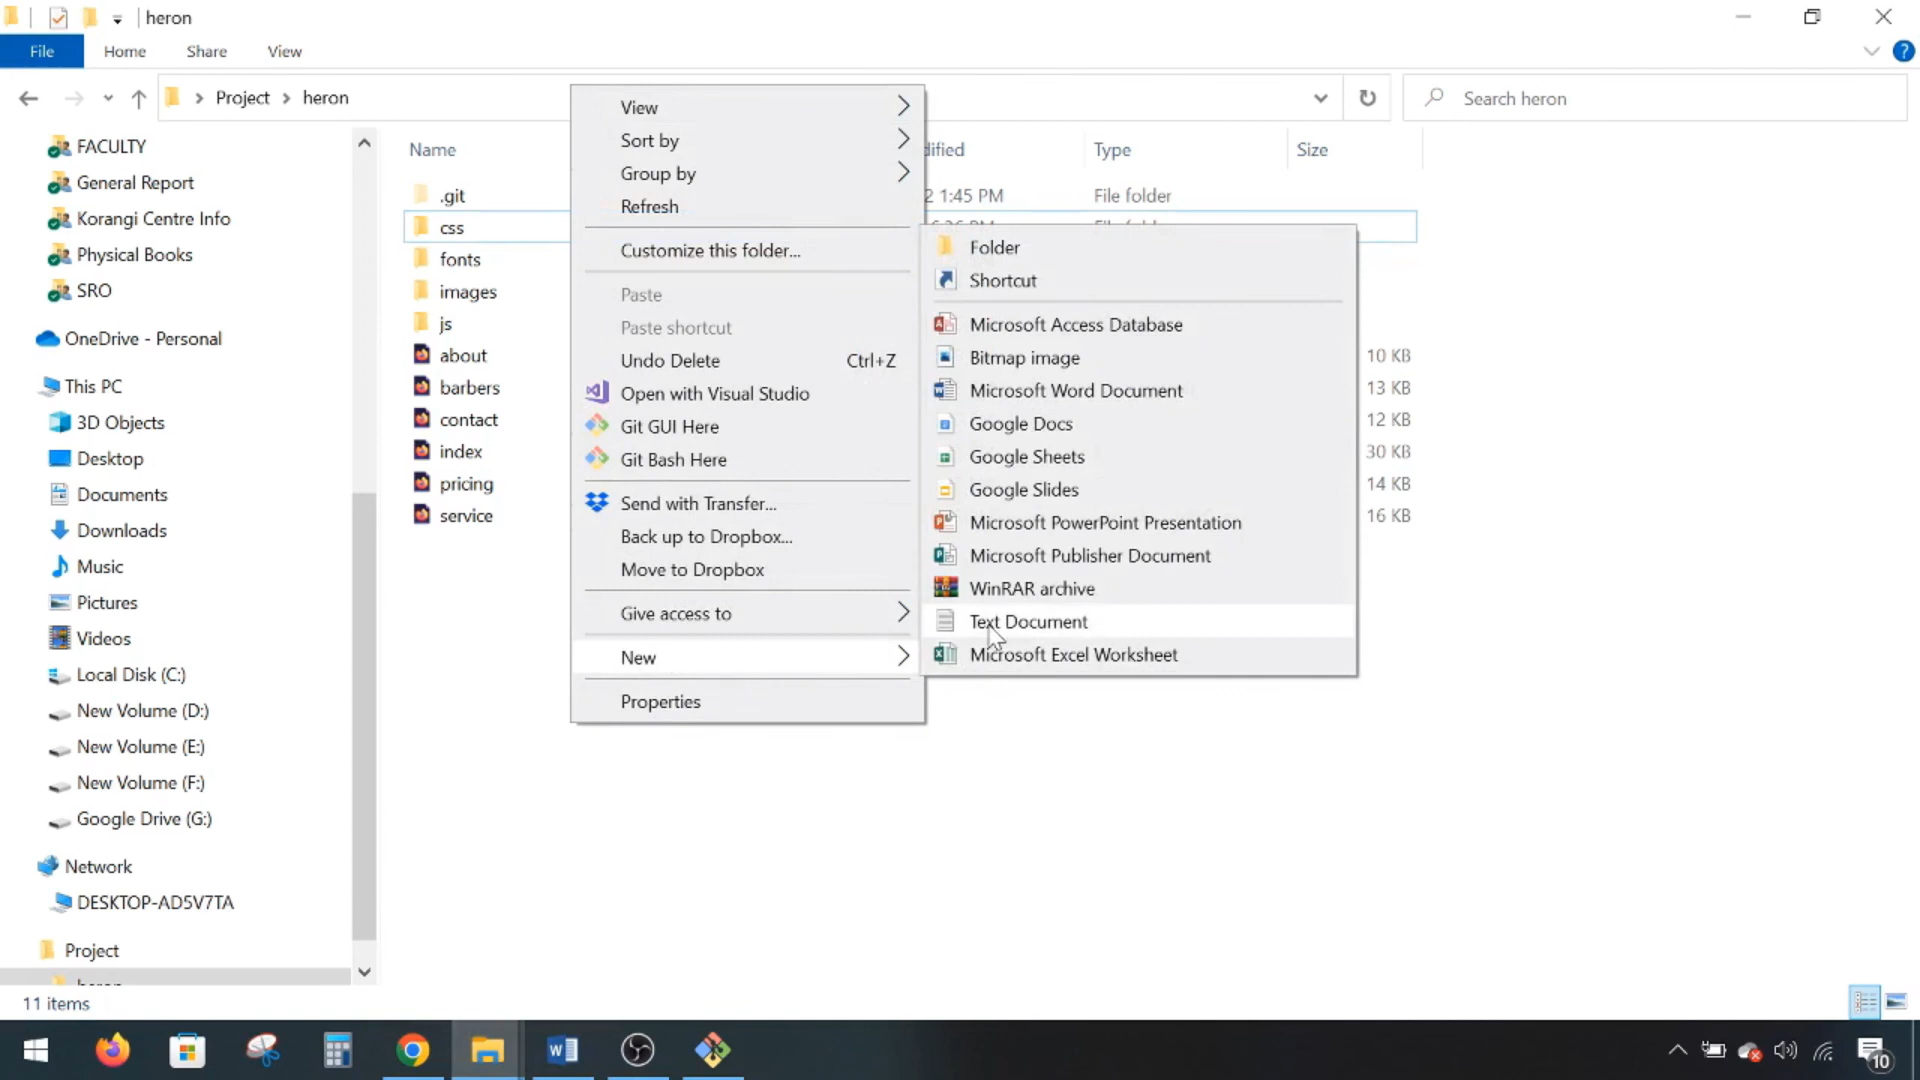 heron
File
Home
Share
View
Project
heron
Search heron
FACULTY
General Report
Korangi Centre Info
Physical Books
SRO
OneDrive - Personal
This PC
3D Objects
Desktop
Documents
Downloads
Music
Pictures
Videos
Local Disk (C:)
New Volume (D:)
New Volume (E:)
New Volume (F:)
Google Drive (G:)
Network
DESKTOP-AD5V7TA
Project
heron
Name
dified
Type
Size
.git
2 1:45 PM
File folder
css
fonts
images
js
about
10 KB
barbers
13 KB
contact
12 KB
index
30 KB
pricing
14 KB
service
16 KB
View
Sort by
Group by
Refresh
Customize this folder...
Paste
Paste shortcut
Undo Delete Ctrl+Z
Open with Visual Studio
Git GUI Here
Git Bash Here
Send with Transfer...
Back up to Dropbox...
Move to Dropbox
Give access to
New
Properties
Folder
Shortcut
Microsoft Access Database
Bitmap image
Microsoft Word Document
Google Docs
Google Sheets
Google Slides
Microsoft PowerPoint Presentation
Microsoft Publisher Document
WinRAR archive
Text Document
Microsoft Excel Worksheet
11 items
10